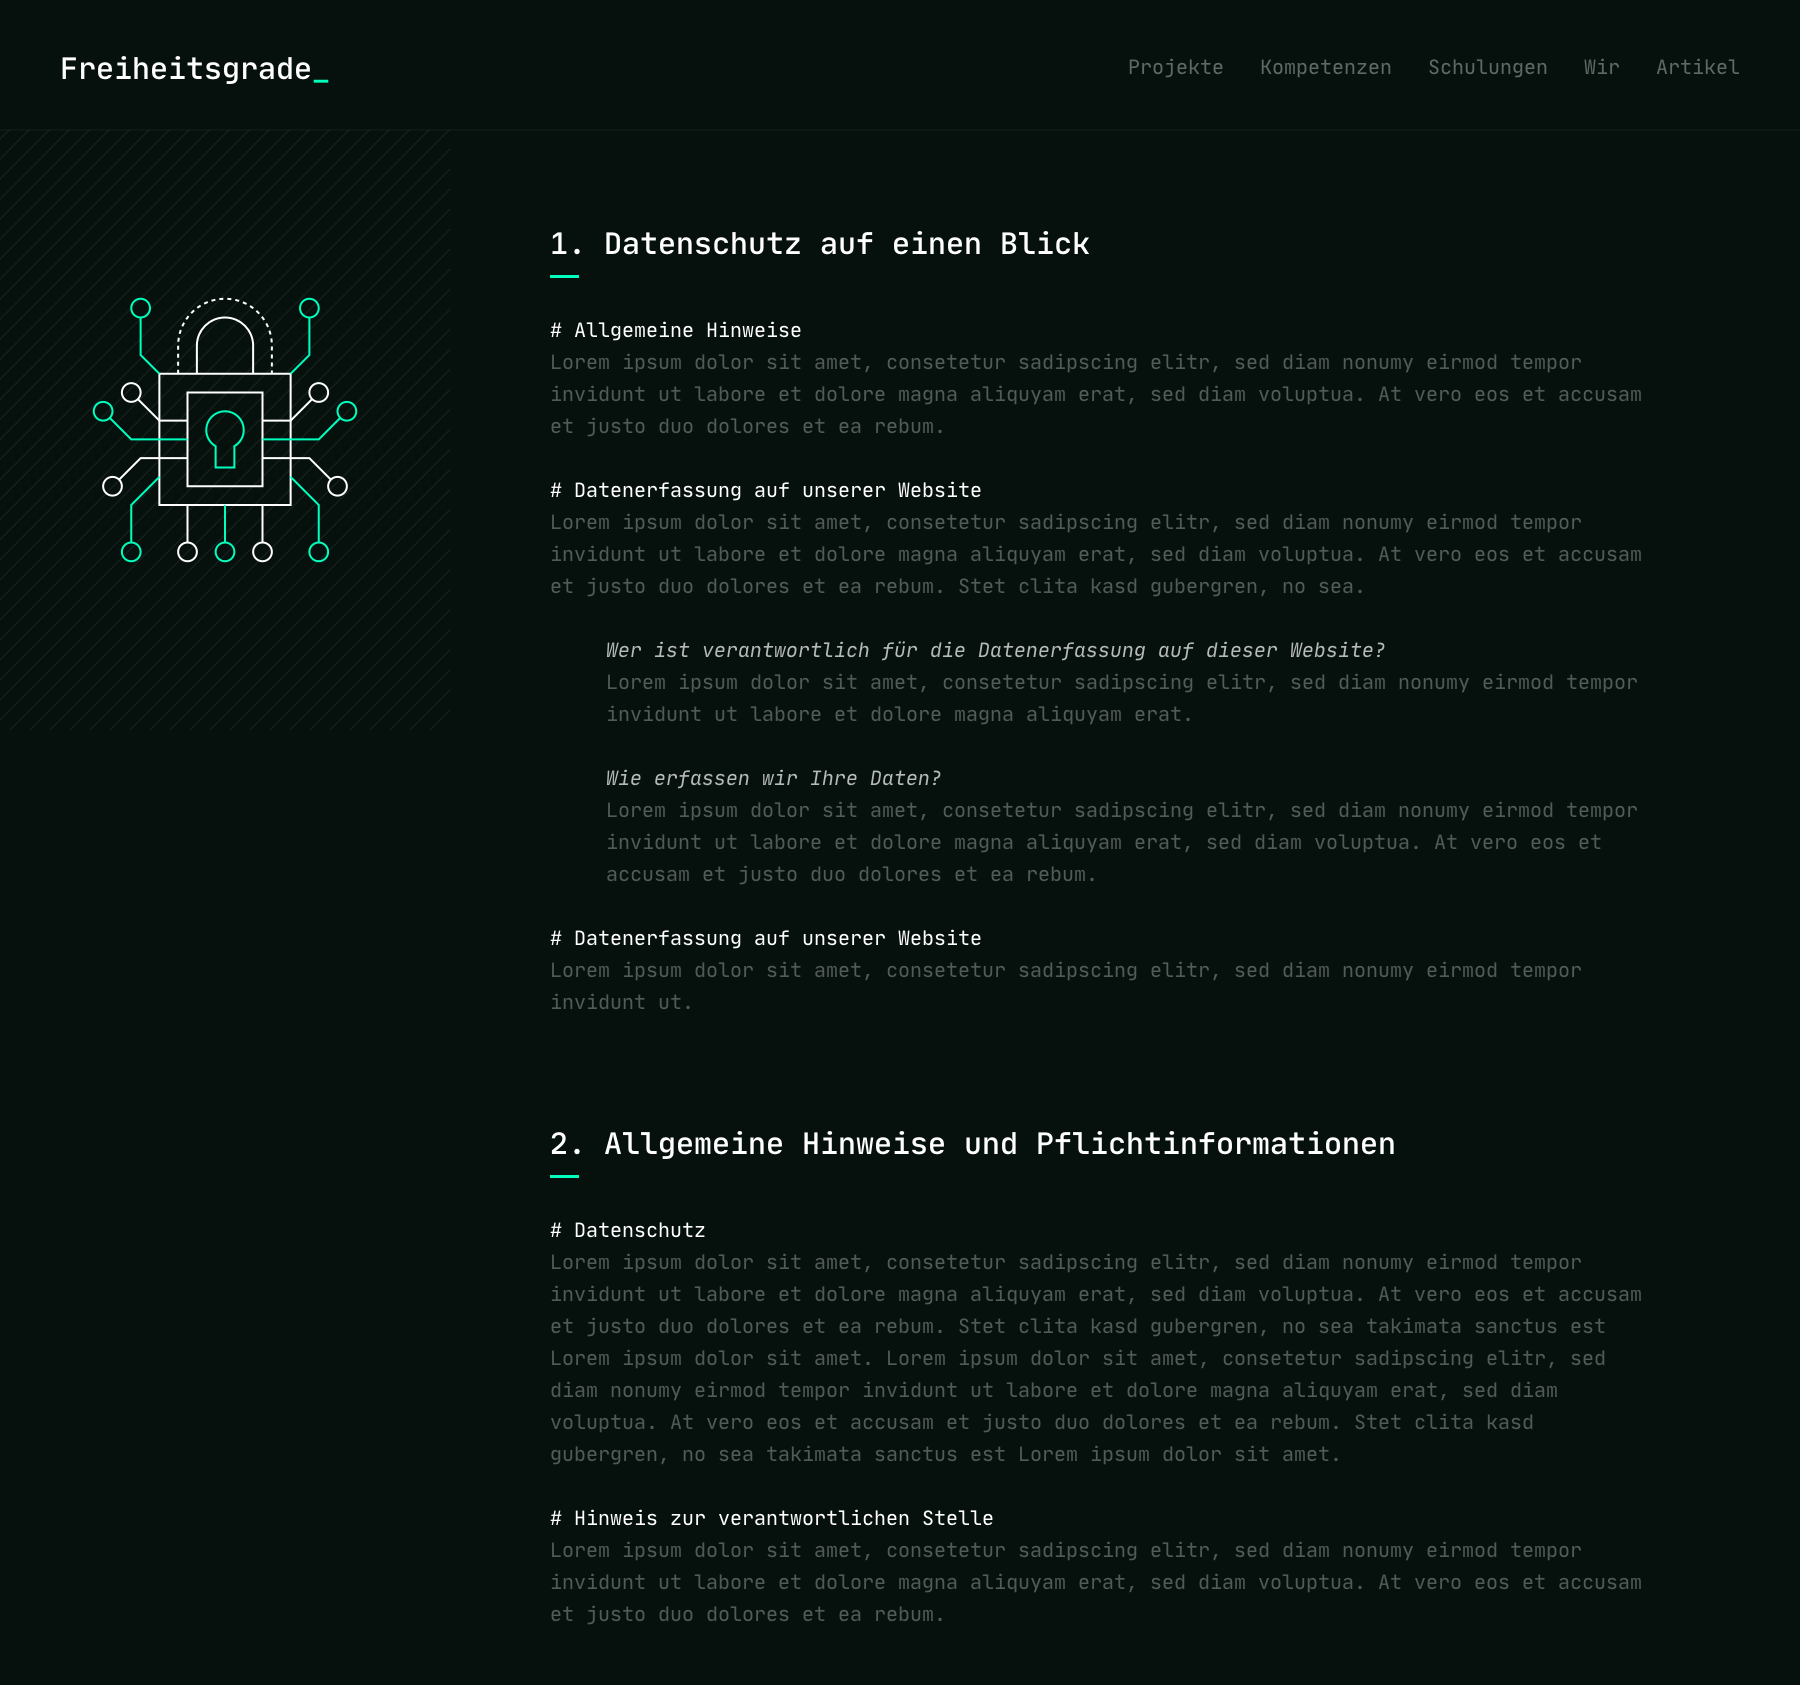 Freiheitsgrade_
Projekte Kompetenzen Schulungen Wir Artikel
1. Datenschutz auf einen Blick
# Allgemeine Hinweise
Lorem ipsum dolor sit amet, consetetur sadipscing elitr, sed diam nonumy eirmod tempor
invidunt ut labore et dolore magna aliquyam erat, sed diam voluptua. At vero eos et accusam
et justo duo dolores et ea rebum.
# Datenerfassung auf unserer Website
Lorem ipsum dolor sit amet, consetetur sadipscing elitr, sed diam nonumy eirmod tempor
invidunt ut labore et dolore magna aliquyam erat, sed diam voluptua. At vero eos et accusam
et justo duo dolores et ea rebum. Stet clita kasd gubergren, no sea.
Wer ist verantwortlich für die Datenerfassung auf dieser Website?
Lorem ipsum dolor sit amet, consetetur sadipscing elitr, sed diam nonumy eirmod tempor
invidunt ut labore et dolore magna aliquyam erat.
Wie erfassen wir Ihre Daten?
Lorem ipsum dolor sit amet, consetetur sadipscing elitr, sed diam nonumy eirmod tempor
invidunt ut labore et dolore magna aliquyam erat, sed diam voluptua. At vero eos et
accusam et justo duo dolores et ea rebum.
# Datenerfassung auf unserer Website
Lorem ipsum dolor sit amet, consetetur sadipscing elitr, sed diam nonumy eirmod tempor
invidunt ut.
2. Allgemeine Hinweise und Pflichtinformationen
# Datenschutz
Lorem ipsum dolor sit amet, consetetur sadipscing elitr, sed diam nonumy eirmod tempor
invidunt ut labore et dolore magna aliquyam erat, sed diam voluptua. At vero eos et accusam
et justo duo dolores et ea rebum. Stet clita kasd gubergren, no sea takimata sanctus est
Lorem ipsum dolor sit amet. Lorem ipsum dolor sit amet, consetetur sadipscing elitr, sed
diam nonumy eirmod tempor invidunt ut labore et dolore magna aliquyam erat, sed diam
voluptua. At vero eos et accusam et justo duo dolores et ea rebum. Stet clita kasd
gubergren, no sea takimata sanctus est Lorem ipsum dolor sit amet.
# Hinweis zur verantwortlichen Stelle
Lorem ipsum dolor sit amet, consetetur sadipscing elitr, sed diam nonumy eirmod tempor
invidunt ut labore et dolore magna aliquyam erat, sed diam voluptua. At vero eos et accusam
et justo duo dolores et ea rebum.